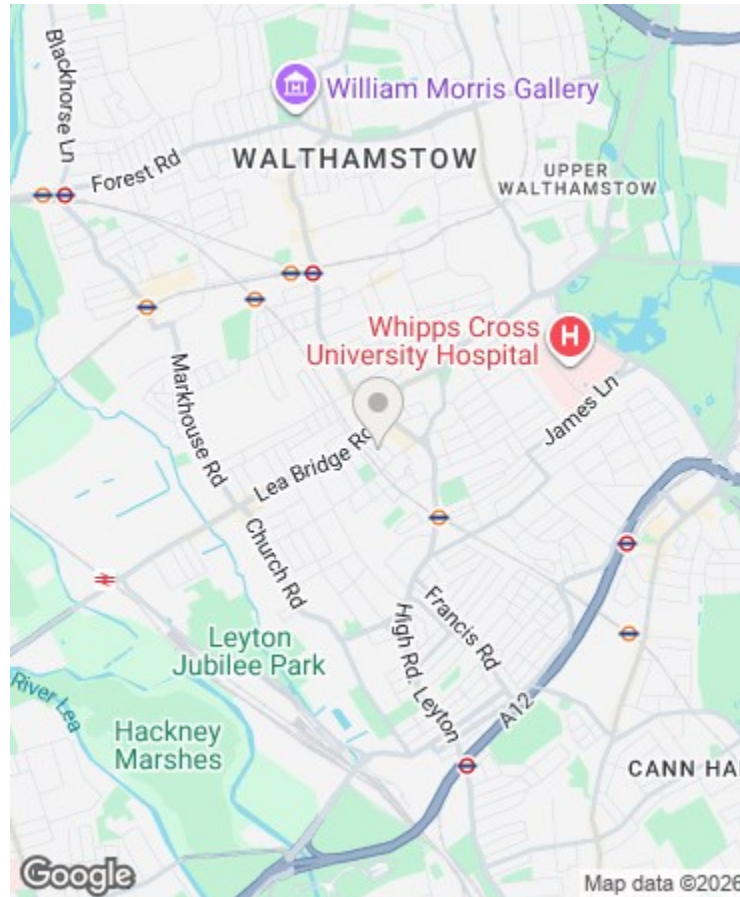 Blackhorse Ln
William Morris Gallery
Forest Rd
WALTHAMSTOW
UPPER
WALTHAMSTOW
Whipps Cross
University Hospital
H
Markhouse Rd
James Ln
Lea Bridge Rd
Church Rd
Francis Rd
High Rd. Leyton
Leyton
Jubilee Park
River Lea
A12
Hackney
Marshes
CANN HA
Google
Map data ©2026